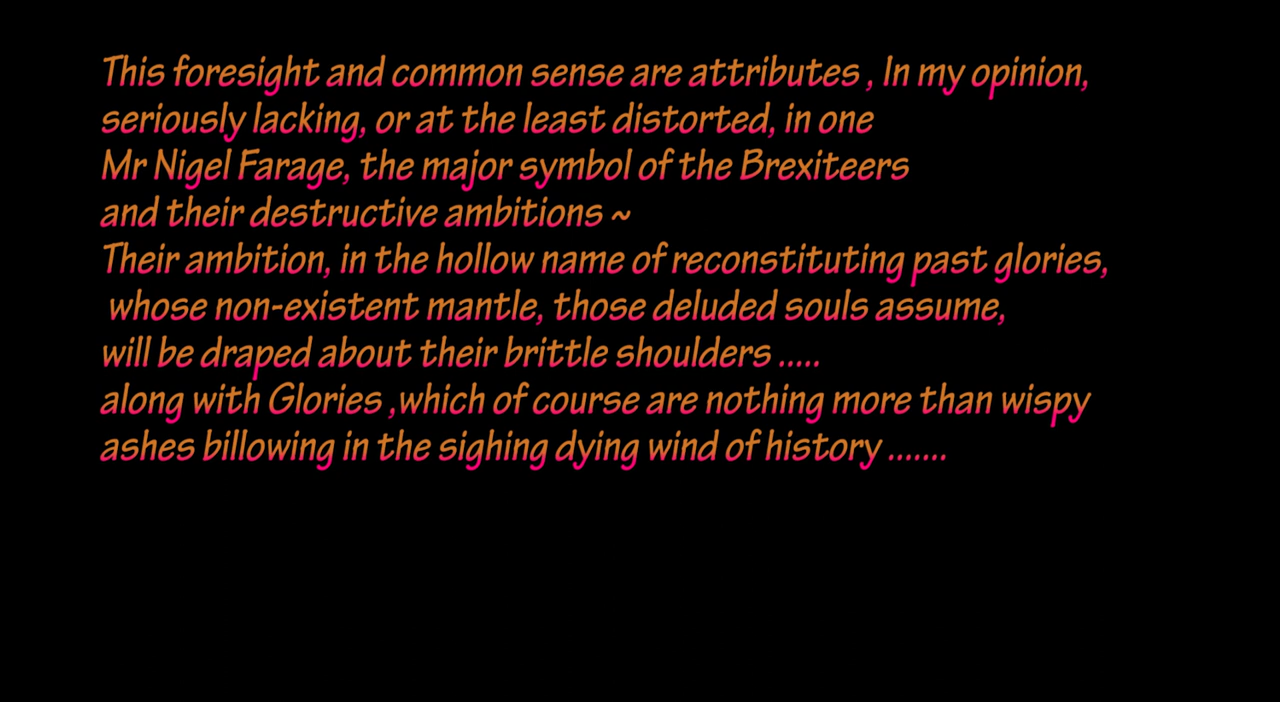 This foresight and common sense are attributes , In my opinion,
seriously lacking, or at the least distorted, in one
Mr Nigel Farage, the major symbol of the Brexiteers
and their destructive ambitions ~
Their ambition, in the hollow name of reconstituting past glories,
whose non-existent mantle, those deluded souls assume,
will be draped about their brittle shoulders .....
along with Glories ,which of course are nothing more than wispy
ashes billowing in the sighing dying wind of history .......